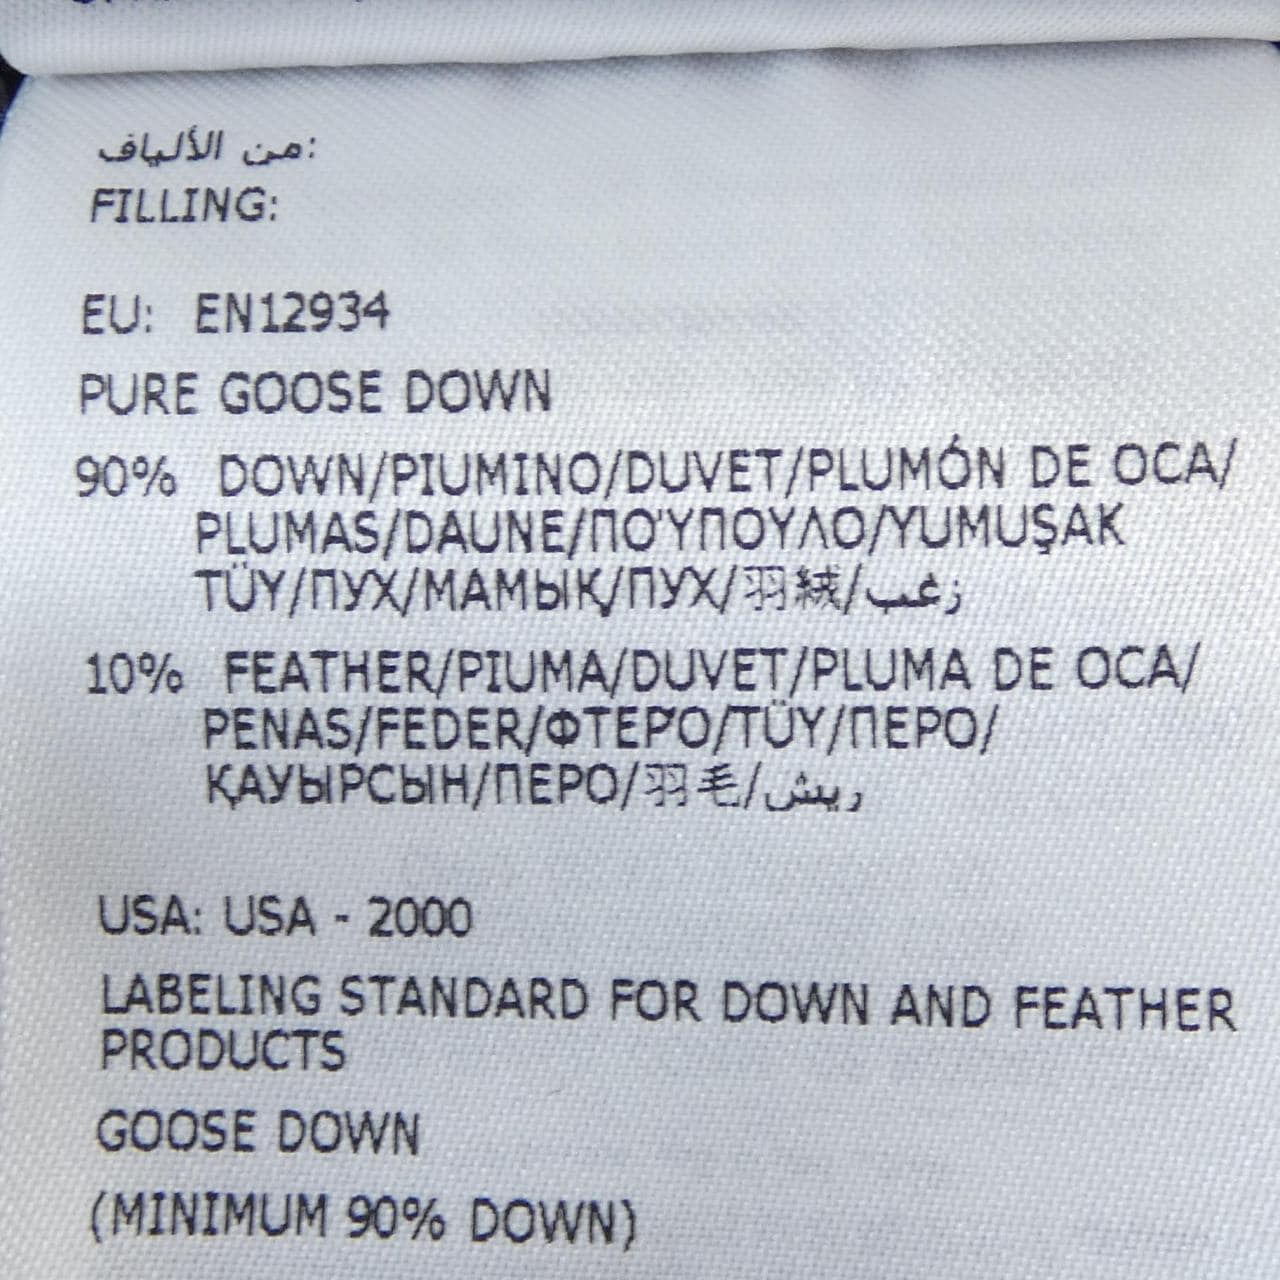 من الألياف:
FILLING:
EU: EN12934
PURE GOOSE DOWN
90% DOWN/PIUMINO/DUVET/PLUMÓN DE OCA/
PLUMAS/DAUNE/ΠΟΎΠΟΥΛΟ/YUMUŞAK
TÜY/ПУХ/МАМЫҚ/ПУХ/羽絨/زغب
10% FEATHER/PIUMA/DUVET/PLUMA DE OCA/
PENAS/FEDER/ΦΤΕΡΌ/TÜY/ПЕРО/
ҚАУЫРСЫН/ПЕРО/羽毛/ريش
USA: USA - 2000
LABELING STANDARD FOR DOWN AND FEATHER
PRODUCTS
GOOSE DOWN
(MINIMUM 90% DOWN)